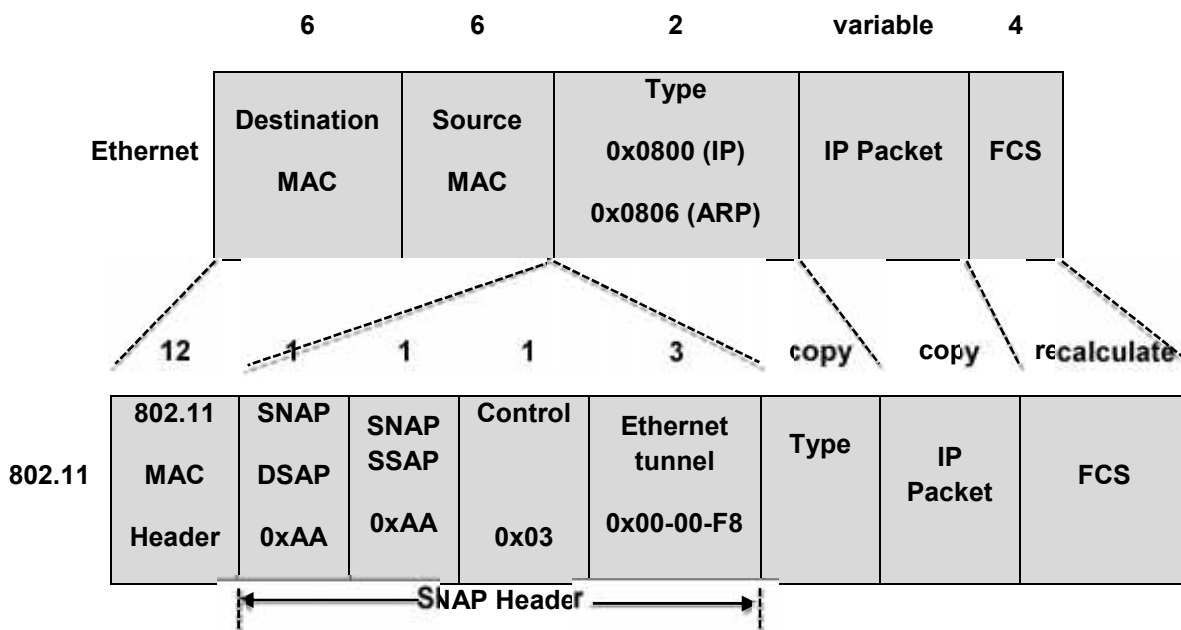 6 6 2 variable 4
Ethernet
Destination
MAC
Source
MAC
Type
0x0800 (IP)
0x0806 (ARP)
IP Packet
FCS
12 1 1 1 3 copy copy recalculate
802.11
802.11
MAC
Header
SNAP
DSAP
0xAA
SNAP
SSAP
0xAA
Control
0x03
Ethernet
tunnel
0x00-00-F8
Type
IP
Packet
FCS
SNAP Header